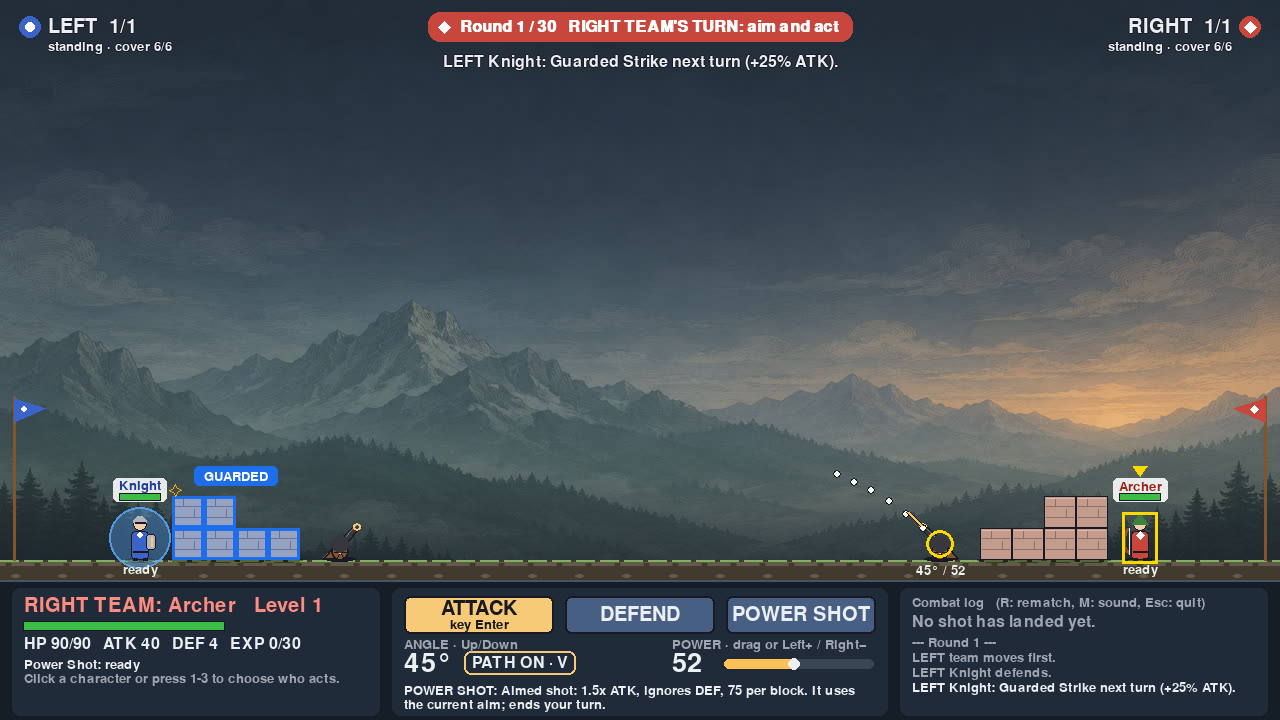 LEFT 1/1
standing · cover 6/6
Round 1 / 30 RIGHT TEAM'S TURN: aim and act
LEFT Knight: Guarded Strike next turn (+25% ATK).
RIGHT 1/1
standing · cover 6/6
GUARDED
Knight
ready
Archer
45° / 52
ready
RIGHT TEAM: Archer Level 1
HP 90/90 ATK 40 DEF 4 EXP 0/30
Power Shot: ready
Click a character or press 1-3 to choose who acts.
ATTACK
key Enter
DEFEND
POWER SHOT
ANGLE · Up/Down
45°
PATH ON · V
POWER · drag or Left+ / Right–
52
POWER SHOT: Aimed shot: 1.5x ATK, ignores DEF, 75 per block. It uses
the current aim; ends your turn.
Combat log (R: rematch, M: sound, Esc: quit)
No shot has landed yet.
--- Round 1 ---
LEFT team moves first.
LEFT Knight defends.
LEFT Knight: Guarded Strike next turn (+25% ATK).